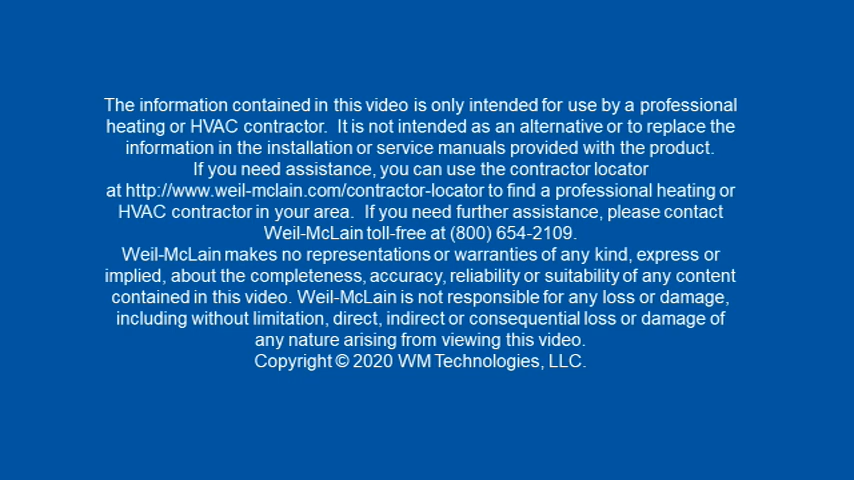 The information contained in this video is only intended for use by a professional
heating or HVAC contractor.  It is not intended as an alternative or to replace the
information in the installation or service manuals provided with the product.
If you need assistance, you can use the contractor locator
at http://www.weil-mclain.com/contractor-locator to find a professional heating or
HVAC contractor in your area.  If you need further assistance, please contact
Weil-McLain toll-free at (800) 654-2109.
Weil-McLain makes no representations or warranties of any kind, express or
implied, about the completeness, accuracy, reliability or suitability of any content
contained in this video. Weil-McLain is not responsible for any loss or damage,
including without limitation, direct, indirect or consequential loss or damage of
any nature arising from viewing this video.
Copyright © 2020 WM Technologies, LLC.